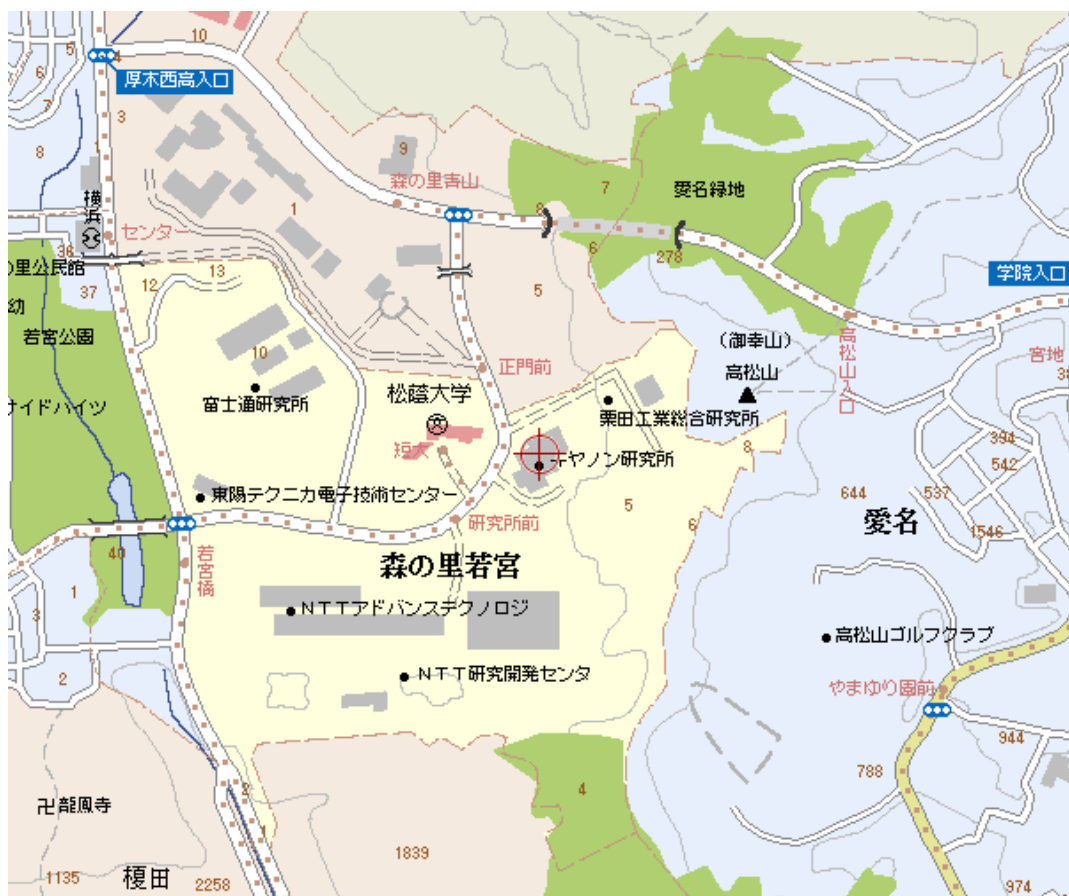 10
5
4
厚木西高入口
6
7
3
8
1
9
7
愛名緑地
横浜
森の里青山
8
センター
36
6
278
の里公民館
13
12
37
5
学院入口
幼
若宮公園
(御幸山)
高松山
高松山入口
宮地
38
10
正門前
サイドハイツ
富士通研究所
松蔭大学
栗田工業総合研究所
短大
キヤノン研究所
8
394
542
東陽テクニカ電子技術センター
5
644
537
6
研究所前
愛名
1546
40
若宮橋
森の里若宮
1
3
NTTアドバンステクノロジ
高松山ゴルフクラブ
2
NTT研究開発センタ
やまゆり園前
944
788
2
4
卍龍鳳寺
1
1839
1135
榎田
2258
974